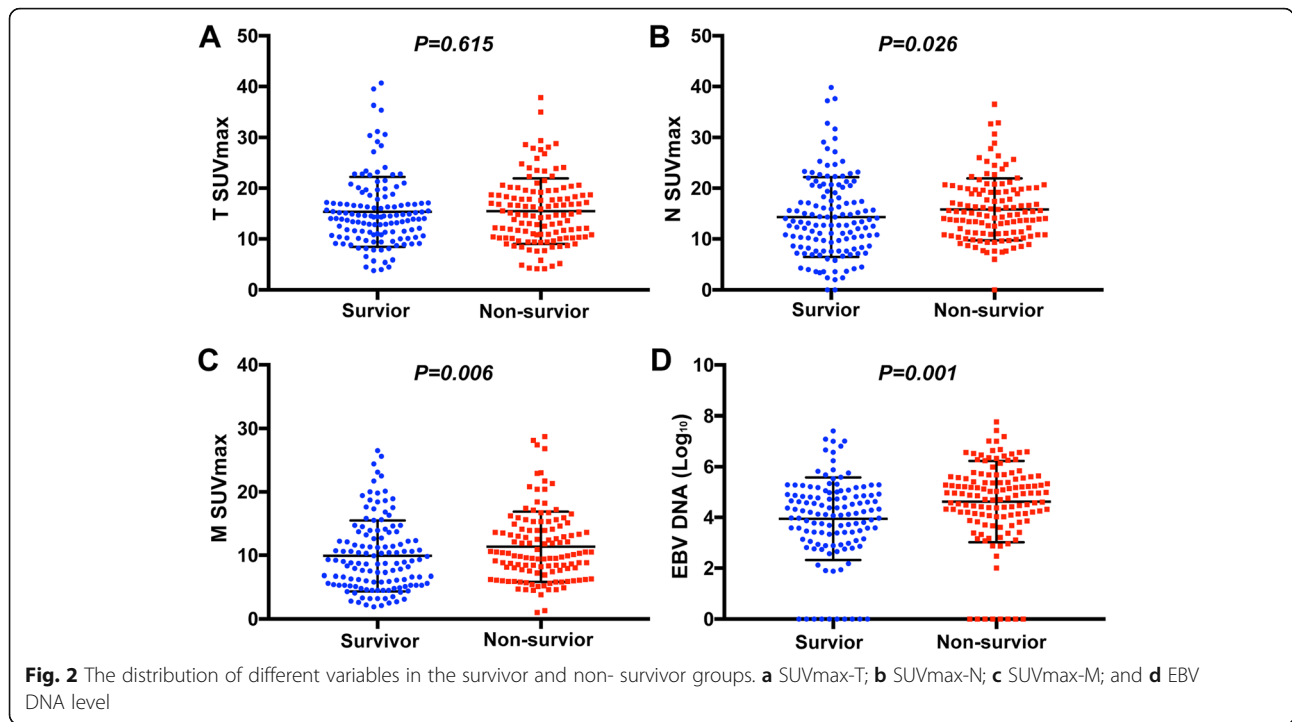 A
P=0.615
T SUVmax
50
40
30
20
10
0
Survior
Non-survior
B
P=0.026
N SUVmax
50
40
30
20
10
0
Survior
Non-survior
C
P=0.006
M SUVmax
40
30
20
10
0
Survivor
Non-survior
D
P=0.001
EBV DNA (Log10)
10
8
6
4
2
0
Survior
Non-survior
Fig. 2 The distribution of different variables in the survivor and non- survivor groups. a SUVmax-T; b SUVmax-N; c SUVmax-M; and d EBV
DNA level